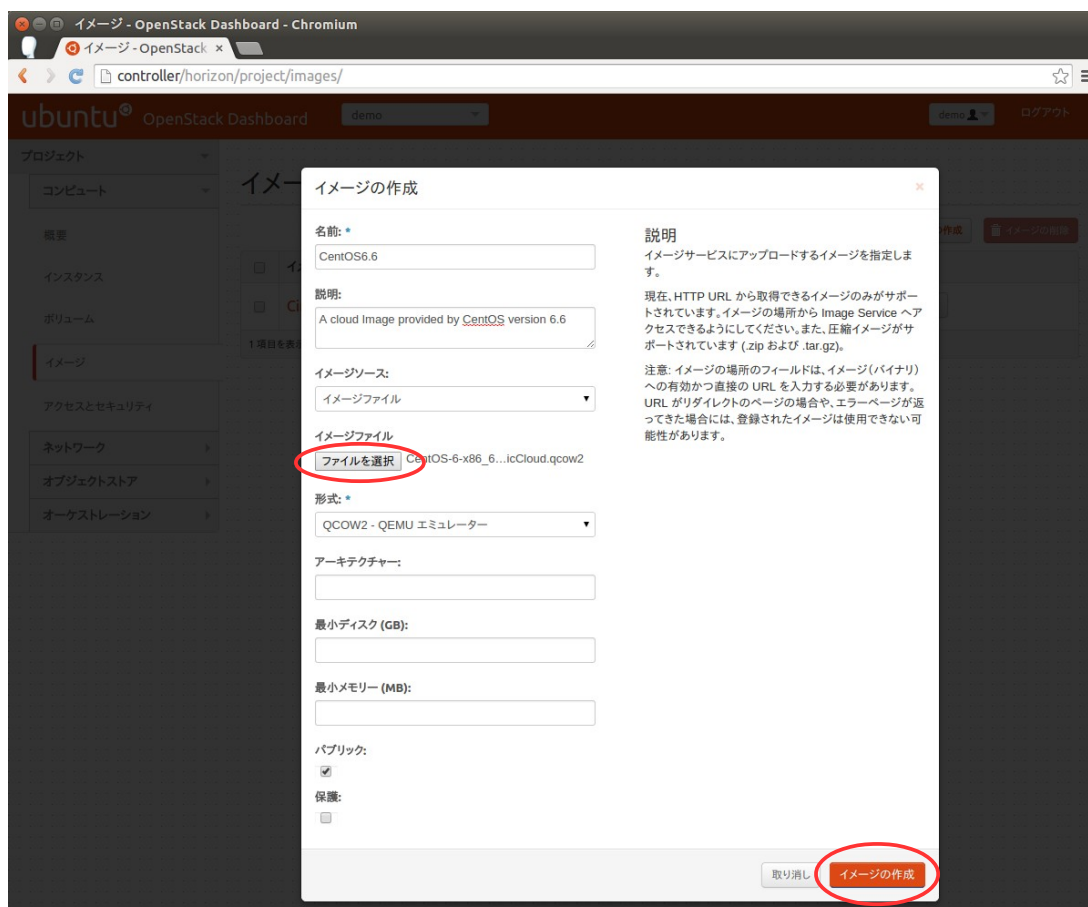 イメージ - OpenStack Dashboard - Chromium
イメージ - OpenStack
controller/horizon/project/images/
ubuntu OpenStack Dashboard
demo
demo
ログアウト
プロジェクト
コンピュート
概要
インスタンス
ボリューム
イメージ
アクセスとセキュリティ
ネットワーク
オブジェクトストア
オーケストレーション
イメー
の作成
イメージの削除
Ci
1 項目を表示
イメージの作成
×
名前: *
CentOS6.6
説明:
A cloud Image provided by CentOS version 6.6
イメージソース:
イメージファイル
イメージファイル
ファイルを選択 CentOS-6-x86_6…icCloud.qcow2
形式: *
QCOW2 - QEMU エミュレーター
アーキテクチャー:
最小ディスク (GB):
最小メモリー (MB):
パブリック:
保護:
説明
イメージサービスにアップロードするイメージを指定しま
す。
現在、HTTP URL から取得できるイメージのみがサポー
トされています。イメージの場所から Image Service へア
クセスできるようにしてください。また、圧縮イメージがサ
ポートされています (.zip および .tar.gz)。
注意: イメージの場所のフィールドは、イメージ（バイナリ）
への有効かつ直接の URL を入力する必要があります。
URL がリダイレクトのページの場合や、エラーページが返
ってきた場合には、登録されたイメージは使用できない可
能性があります。
取り消し
イメージの作成